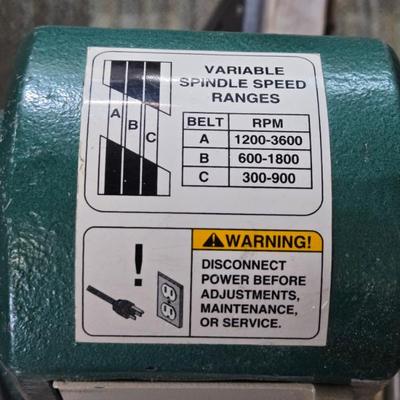 VARIABLE
SPINDLE SPEED
RANGES
A B C
BELT RPM
A 1200-3600
B 600-1800
C 300-900
!
WARNING!
DISCONNECT
POWER BEFORE
ADJUSTMENTS,
MAINTENANCE,
OR SERVICE.